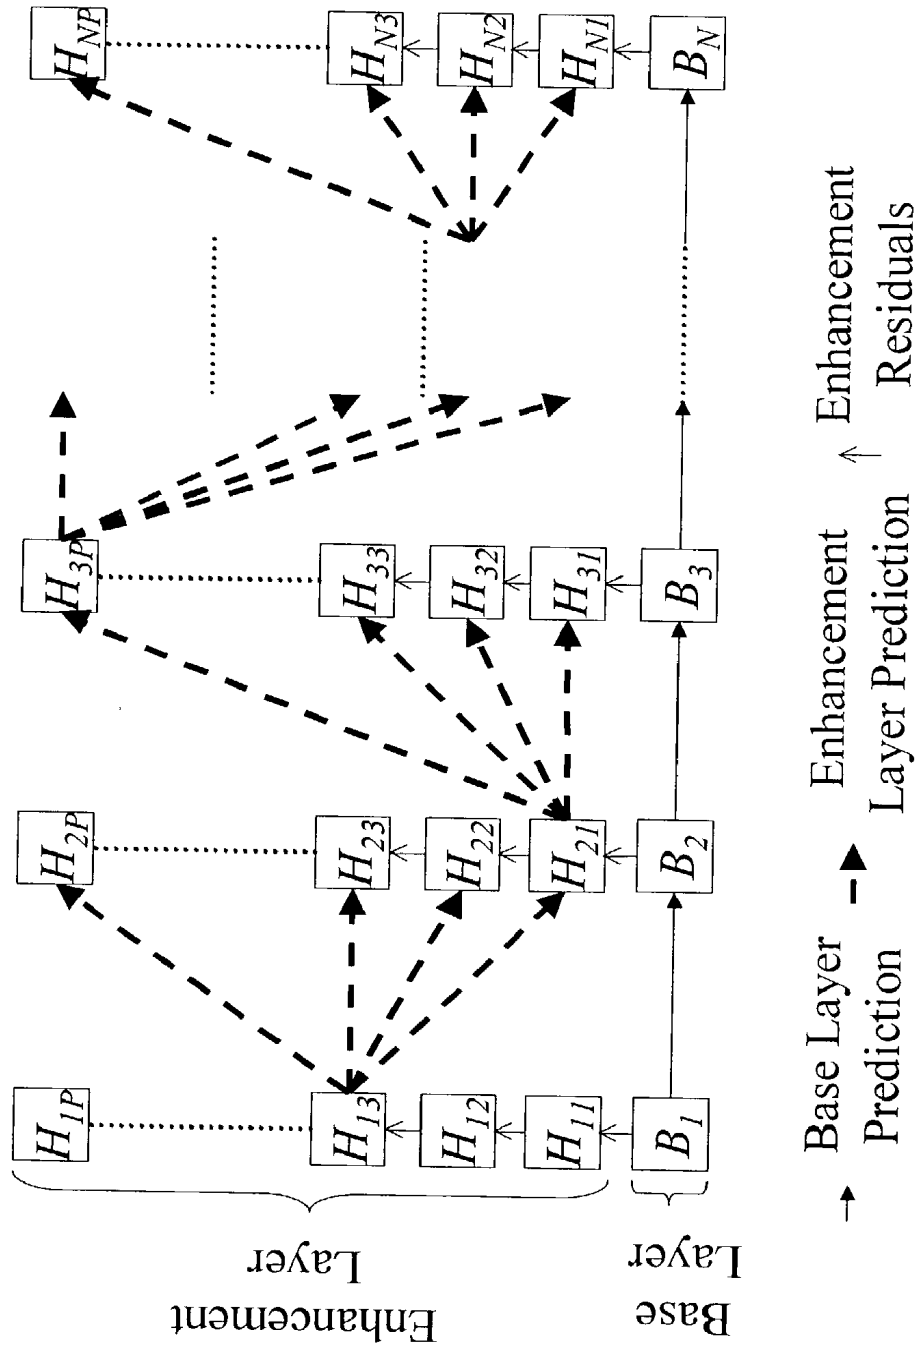 H1P
H2P
H3P
HNP
H13
H23
H33
HN3
H12
H22
H32
HN2
H11
H21
H31
HN1
B1
B2
B3
BN
Enhancement
Layer
Base
Layer
Base Layer
Prediction
Enhancement
Layer Prediction
Enhancement
Residuals